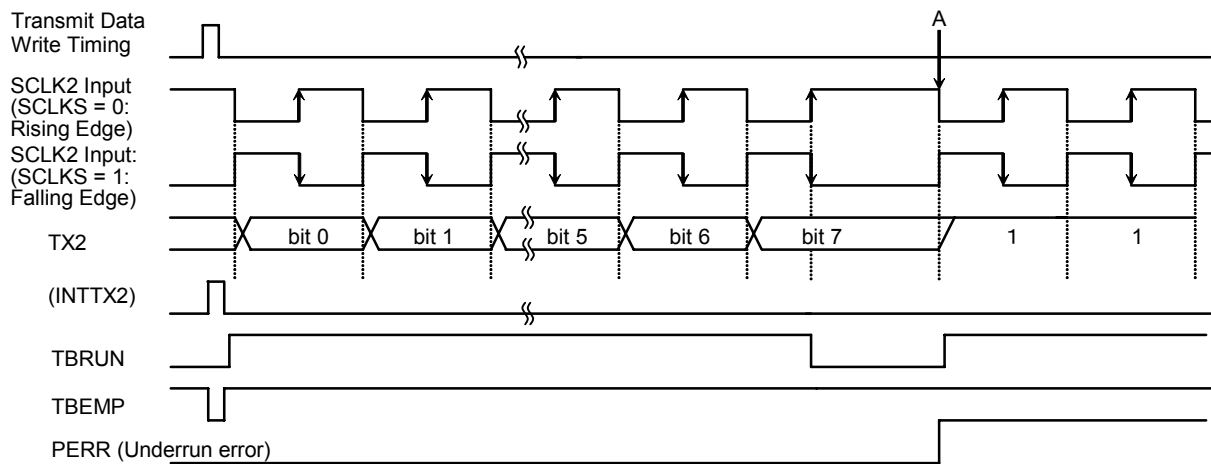 Transmit Data
Write Timing
A
SCLK2 Input
(SCLKS = 0:
Rising Edge)
SCLK2 Input:
(SCLKS = 1:
Falling Edge)
TX2
bit 0
bit 1
bit 5
bit 6
bit 7
1
1
(INTTX2)
TBRUN
TBEMP
PERR (Underrun error)